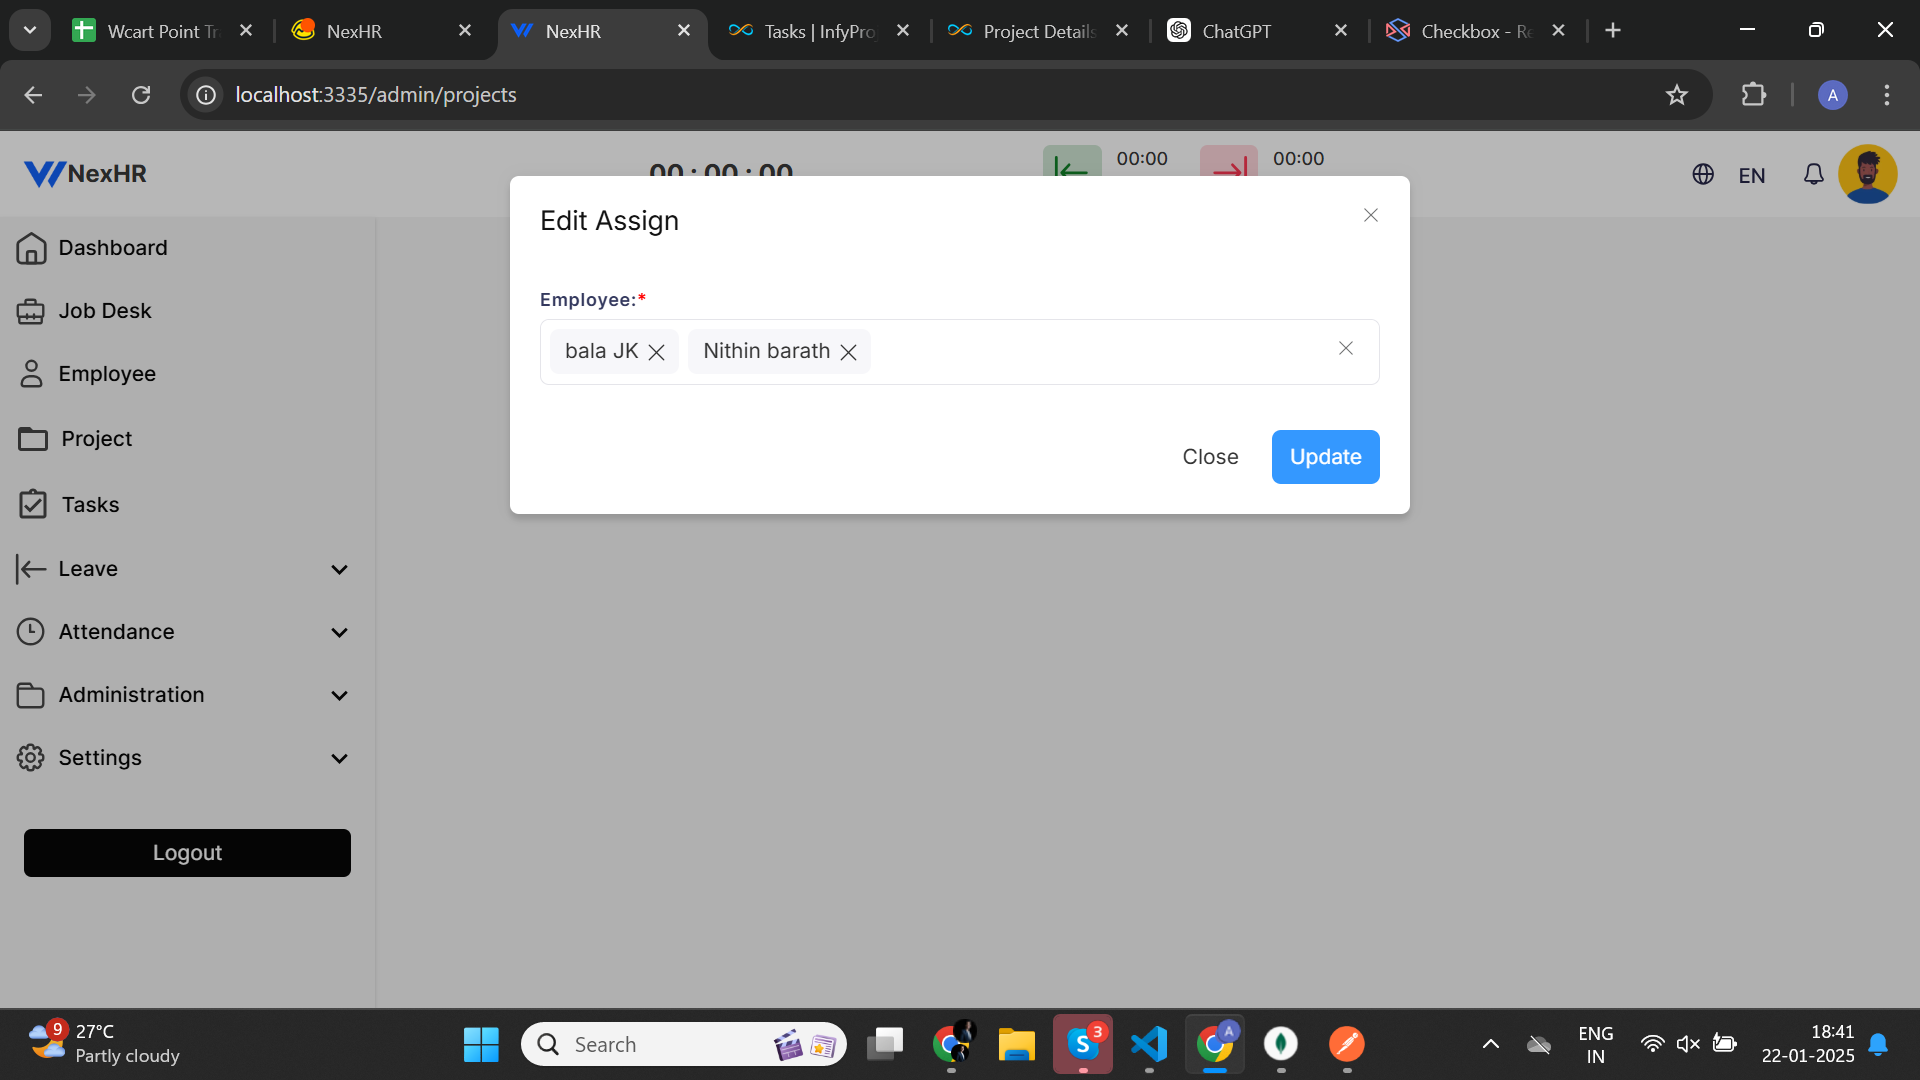 Wcart Point Tr
NexHR
NexHR
Tasks | InfyPro
Project Details
ChatGPT
Checkbox - Re
localhost:3335/admin/projects
A
NexHR
00 : 00 : 00
00:00
00:00
EN
Dashboard
Job Desk
Employee
Project
Tasks
Leave
Attendance
Administration
Settings
Logout
Edit Assign
Employee:*
bala JK
Nithin barath
Close
Update
9
27°C
Partly cloudy
Search
S
3
A
ENG
IN
18:41
22-01-2025